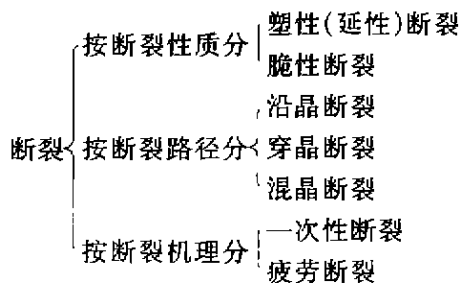 塑性(延性)断裂
按断裂性质分
脆性断裂
沿晶断裂
断裂 按断裂路径分 穿晶断裂
混晶断裂
一次性断裂
按断裂机理分
疲劳断裂